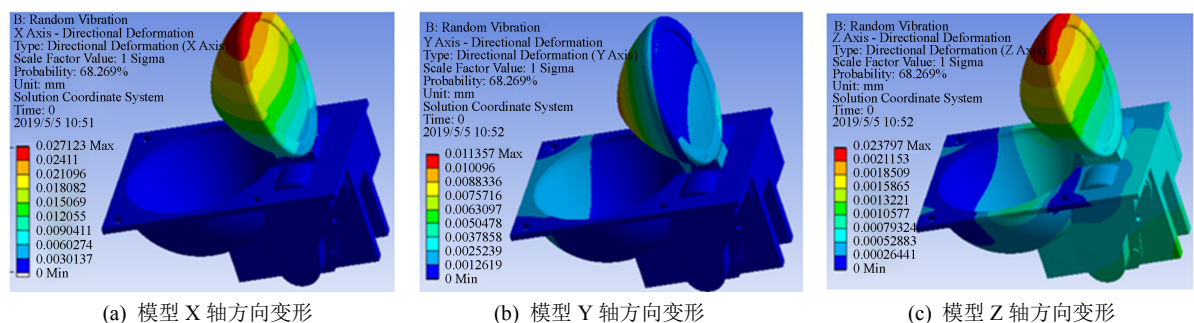 B: Random Vibration
X Axis - Directional Deformation
Type: Directional Deformation (X Axis)
Scale Factor Value: 1 Sigma
Probability: 68.269%
Unit: mm
Solution Coordinate System
Time: 0
2019/5/5 10:51
0.027123 Max
0.02411
0.021096
0.018082
0.015069
0.012055
0.0090411
0.0060274
0.0030137
0 Min
(a) 模型 X 轴方向变形
B: Random Vibration
Y Axis - Directional Deformation
Type: Directional Deformation (Y Axis)
Scale Factor Value: 1 Sigma
Probability: 68.269%
Unit: mm
Solution Coordinate System
Time: 0
2019/5/5 10:52
0.011357 Max
0.010096
0.0088336
0.0075716
0.0063097
0.0050478
0.0037858
0.0025239
0.0012619
0 Min
(b) 模型 Y 轴方向变形
B: Random Vibration
Z Axis - Directional Deformation
Type: Directional Deformation (Z Axis)
Scale Factor Value: 1 Sigma
Probability: 68.269%
Unit: mm
Solution Coordinate System
Time: 0
2019/5/5 10:52
0.023797 Max
0.0021153
0.0018509
0.0015865
0.0013221
0.0010577
0.00079324
0.00052883
0.00026441
0 Min
(c) 模型 Z 轴方向变形